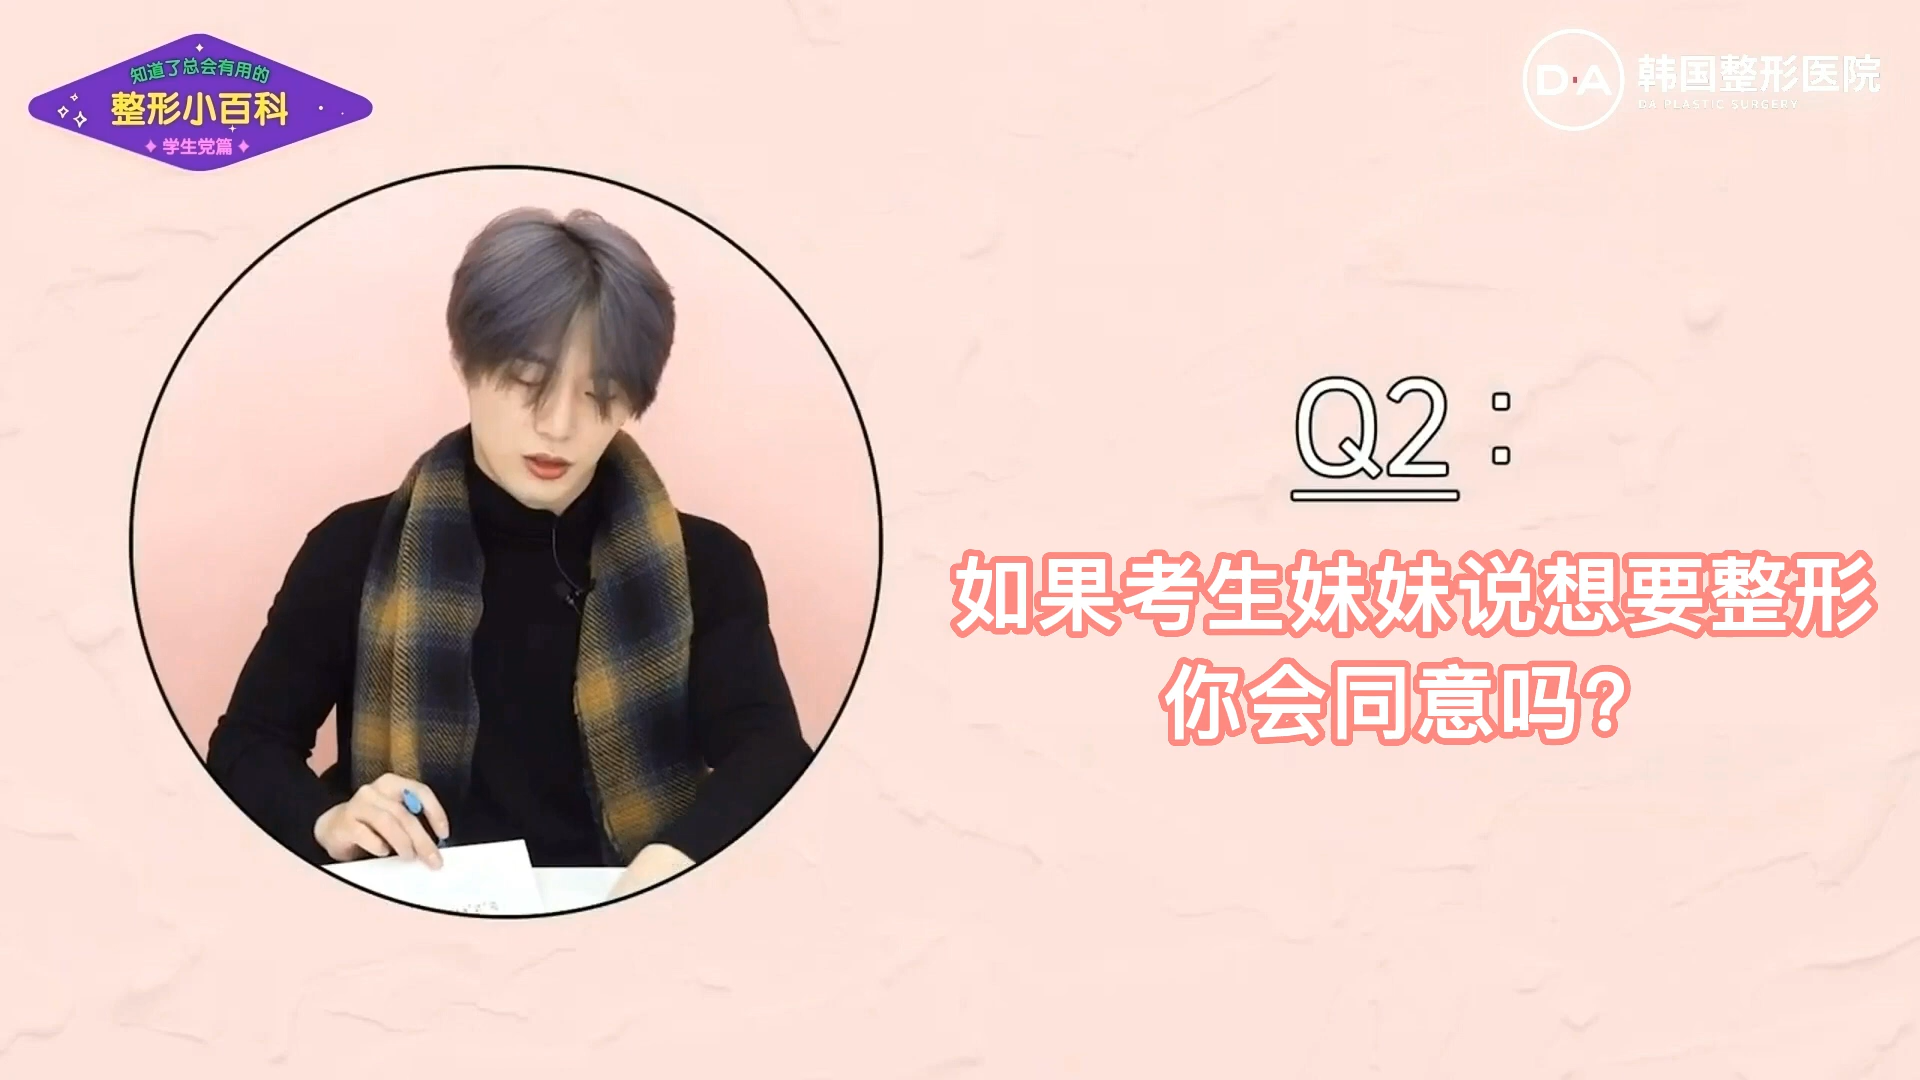 知道了总会有用的
整形小百科
学生党篇
D·A
韩国整形医院
DA PLASTIC SURGERY
Q2：
如果考生妹妹说想要整形
你会同意吗?